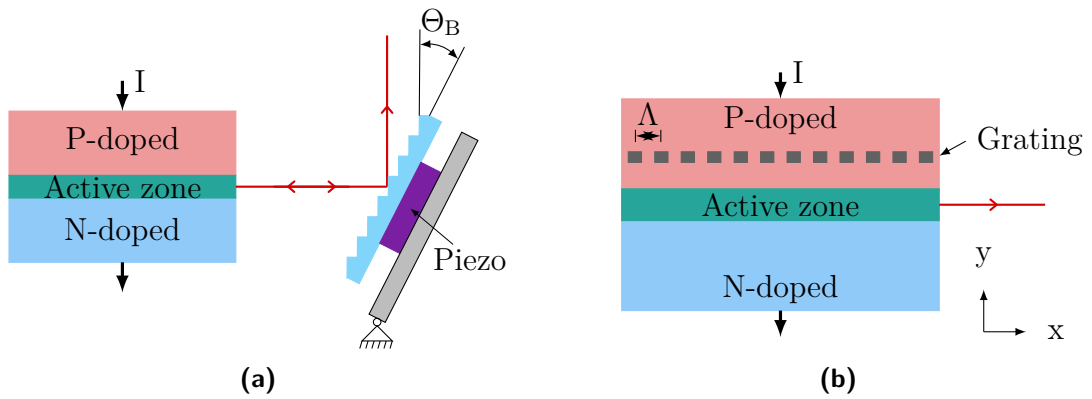 Θ_B
I
P-doped
Active zone
N-doped
Piezo
(a)
I
Λ
P-doped
Grating
Active zone
N-doped
y
x
(b)